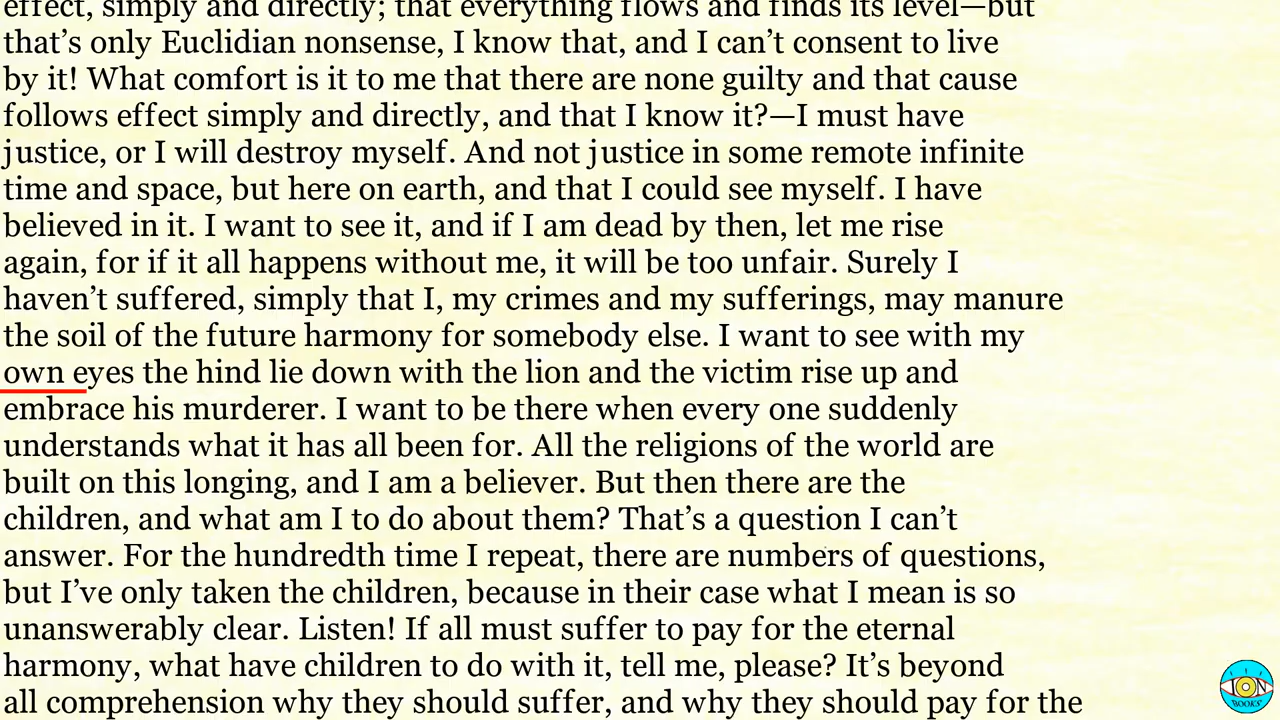 effect, simply and directly; that everything flows and finds its level—but
that’s only Euclidian nonsense, I know that, and I can’t consent to live
by it! What comfort is it to me that there are none guilty and that cause
follows effect simply and directly, and that I know it?—I must have
justice, or I will destroy myself. And not justice in some remote infinite
time and space, but here on earth, and that I could see myself. I have
believed in it. I want to see it, and if I am dead by then, let me rise
again, for if it all happens without me, it will be too unfair. Surely I
haven’t suffered, simply that I, my crimes and my sufferings, may manure
the soil of the future harmony for somebody else. I want to see with my
own eyes the hind lie down with the lion and the victim rise up and
embrace his murderer. I want to be there when every one suddenly
understands what it has all been for. All the religions of the world are
built on this longing, and I am a believer. But then there are the
children, and what am I to do about them? That’s a question I can’t
answer. For the hundredth time I repeat, there are numbers of questions,
but I’ve only taken the children, because in their case what I mean is so
unanswerably clear. Listen! If all must suffer to pay for the eternal
harmony, what have children to do with it, tell me, please? It’s beyond
all comprehension why they should suffer, and why they should pay for the
ION
BOOKS